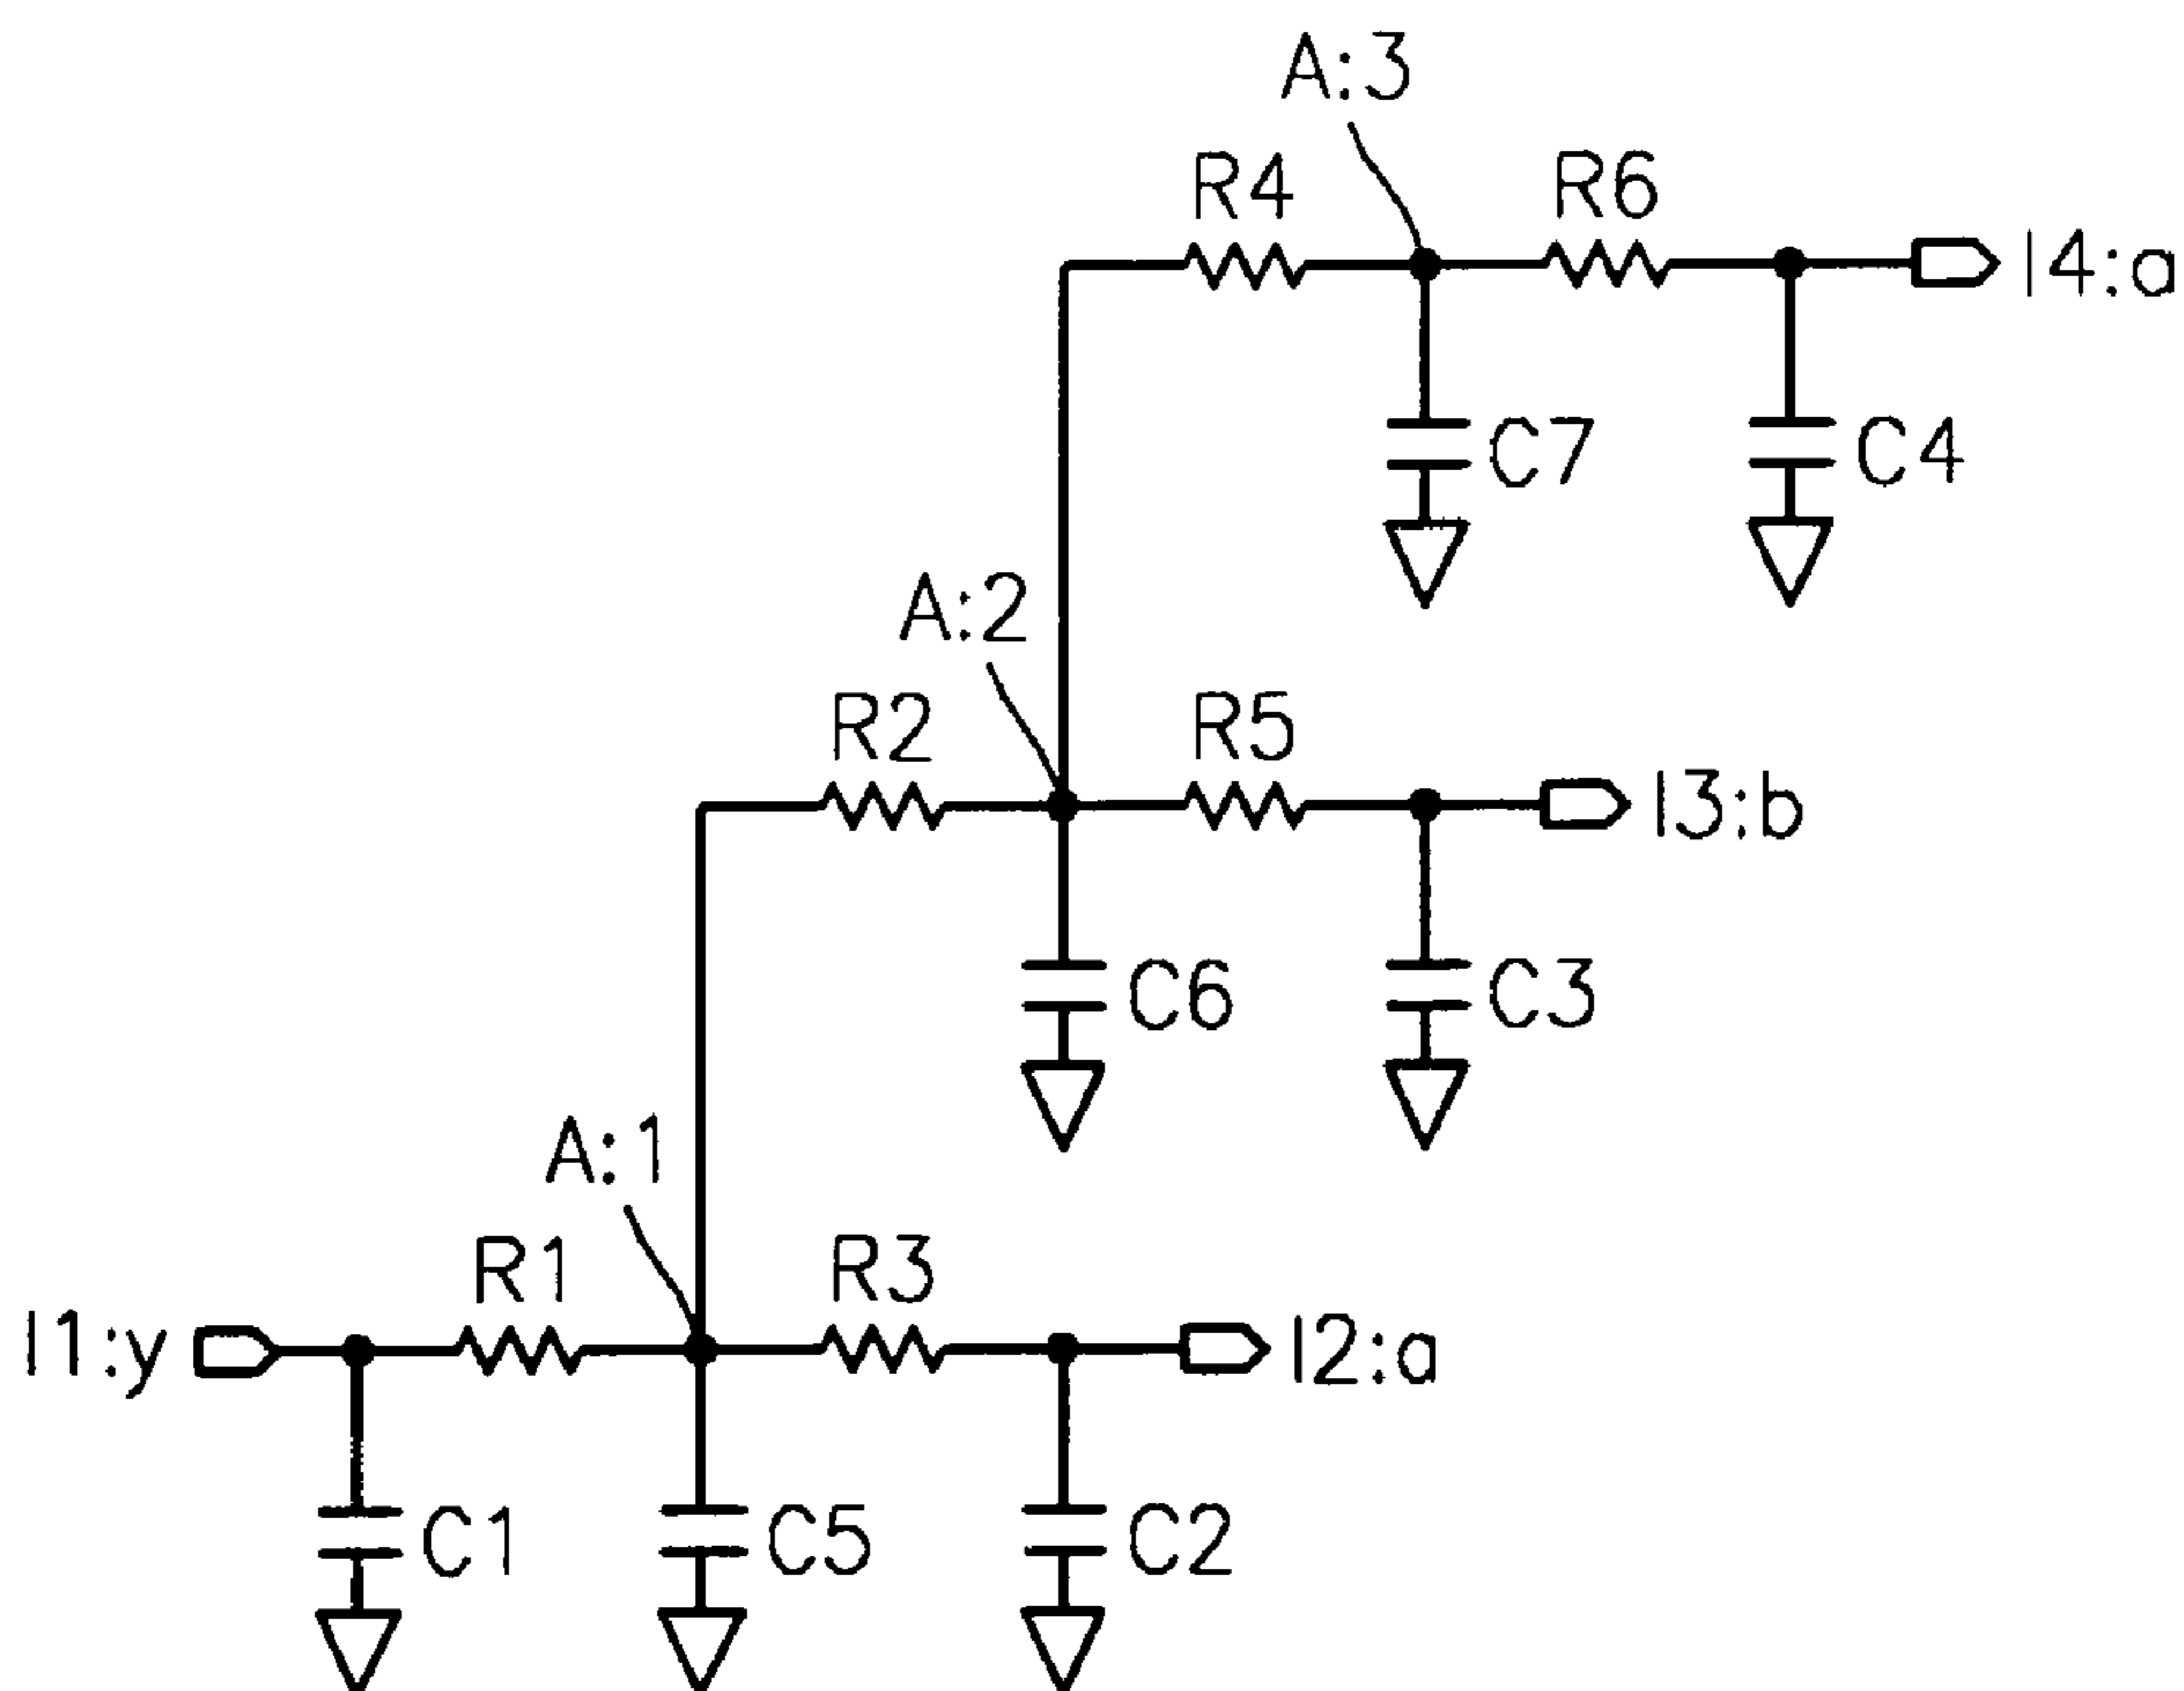 A:3
R4 R6
I4:a
C7 C4
A:2
R2 R5
I3:b
C6 C3
A:1
R1 R3
I1:y I2:a
C1 C5 C2